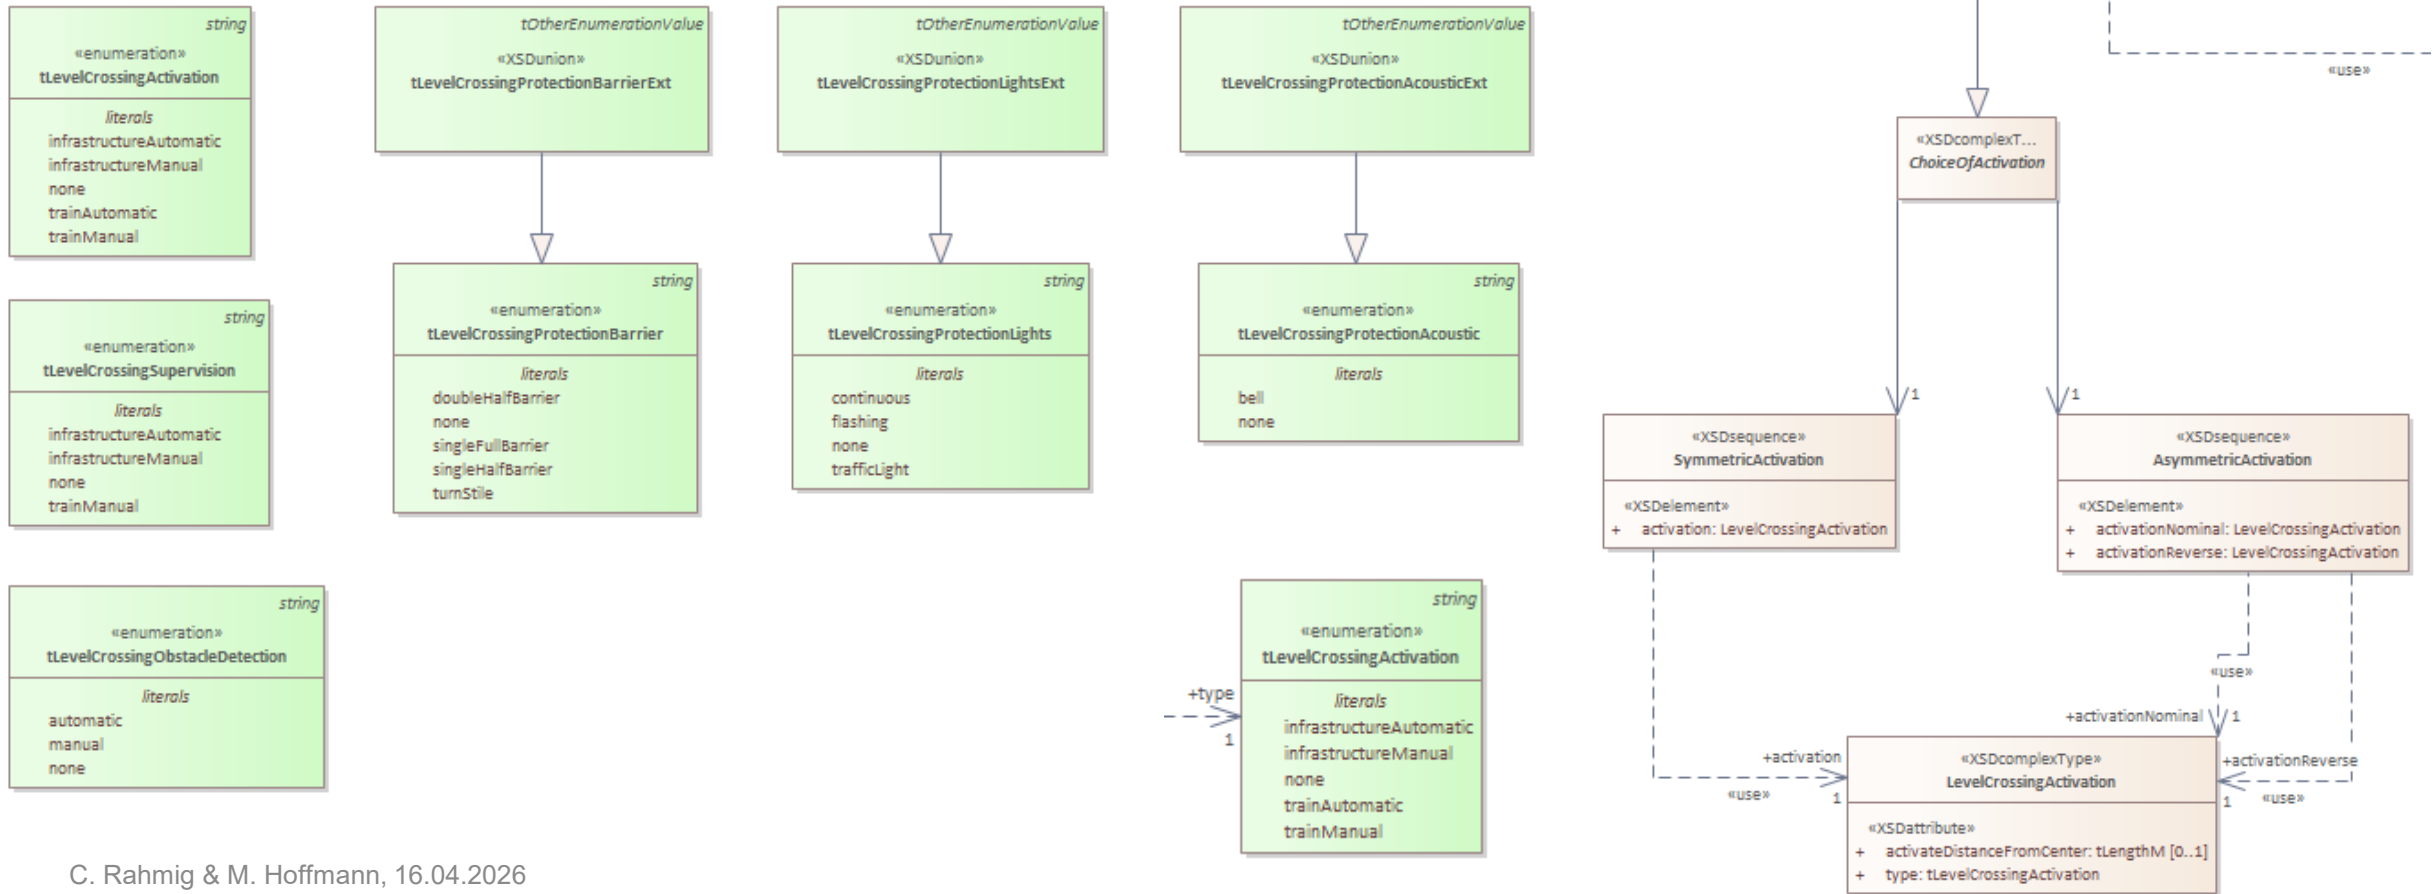 string
«enumeration»
tLevelCrossingActivation
literals
infrastructureAutomatic
infrastructureManual
none
trainAutomatic
trainManual
string
«enumeration»
tLevelCrossingSupervision
literals
infrastructureAutomatic
infrastructureManual
none
trainManual
string
«enumeration»
tLevelCrossingObstacleDetection
literals
automatic
manual
none
tOtherEnumerationValue
«XSDunion»
tLevelCrossingProtectionBarrierExt
string
«enumeration»
tLevelCrossingProtectionBarrier
literals
doubleHalfBarrier
none
singleFullBarrier
singleHalfBarrier
turnStile
tOtherEnumerationValue
«XSDunion»
tLevelCrossingProtectionLightsExt
string
«enumeration»
tLevelCrossingProtectionLights
literals
continuous
flashing
none
trafficLight
tOtherEnumerationValue
«XSDunion»
tLevelCrossingProtectionAcousticExt
string
«enumeration»
tLevelCrossingProtectionAcoustic
literals
bell
none
+type
1
string
«enumeration»
tLevelCrossingActivation
literals
infrastructureAutomatic
infrastructureManual
none
trainAutomatic
trainManual
«use»
«XSDcomplexT...
ChoiceOfActivation
1
1
«XSDsequence»
SymmetricActivation
«XSDelement»
+ activation: LevelCrossingActivation
«XSDsequence»
AsymmetricActivation
«XSDelement»
+ activationNominal: LevelCrossingActivation
+ activationReverse: LevelCrossingActivation
«use»
+activationNominal
1
+activation
«use»
1
+activationReverse
1
«use»
«XSDcomplexType»
LevelCrossingActivation
«XSDattribute»
+ activateDistanceFromCenter: tLengthM [0..1]
+ type: tLevelCrossingActivation
C. Rahmig & M. Hoffmann, 16.04.2026